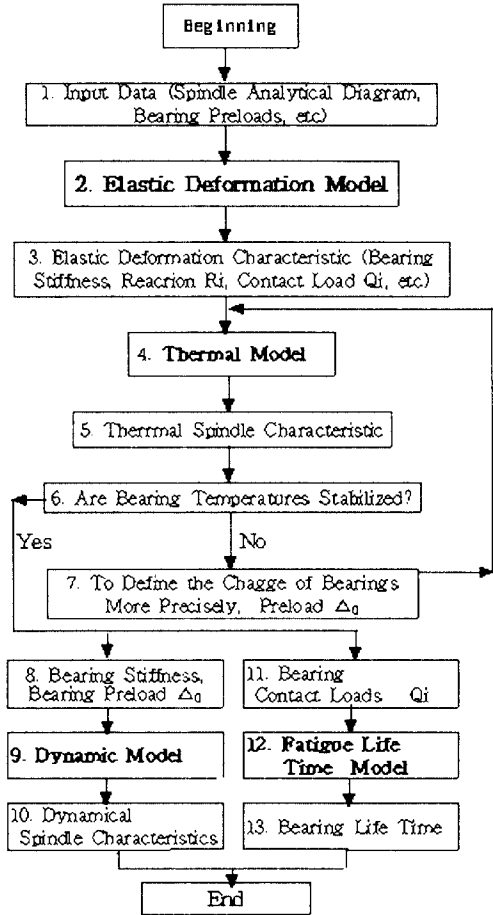 Beginning
1. Input Data (Spindle Analytical Diagram,
Bearing Preloads, etc)
2. Elastic Deformation Model
3. Elastic Deformation Characteristic (Bearing
Stiffness, Reacrion Ri, Contact Load Qi, etc)
4. Thermal Model
5. Therrmal Spindle Characteristic
6. Are Bearing Temperatures Stabilized?
Yes
No
7. To Define the Chagge of Bearings
More Precisely, Preload Δ₀
8. Bearing Stiffness,
Bearing Preload Δ₀
9. Dynamic Model
10. Dynamical
Spindle Characteristics
11. Bearing
Contact Loads Qi
12. Fatigue Life
Time Model
13. Bearing Life Time
End